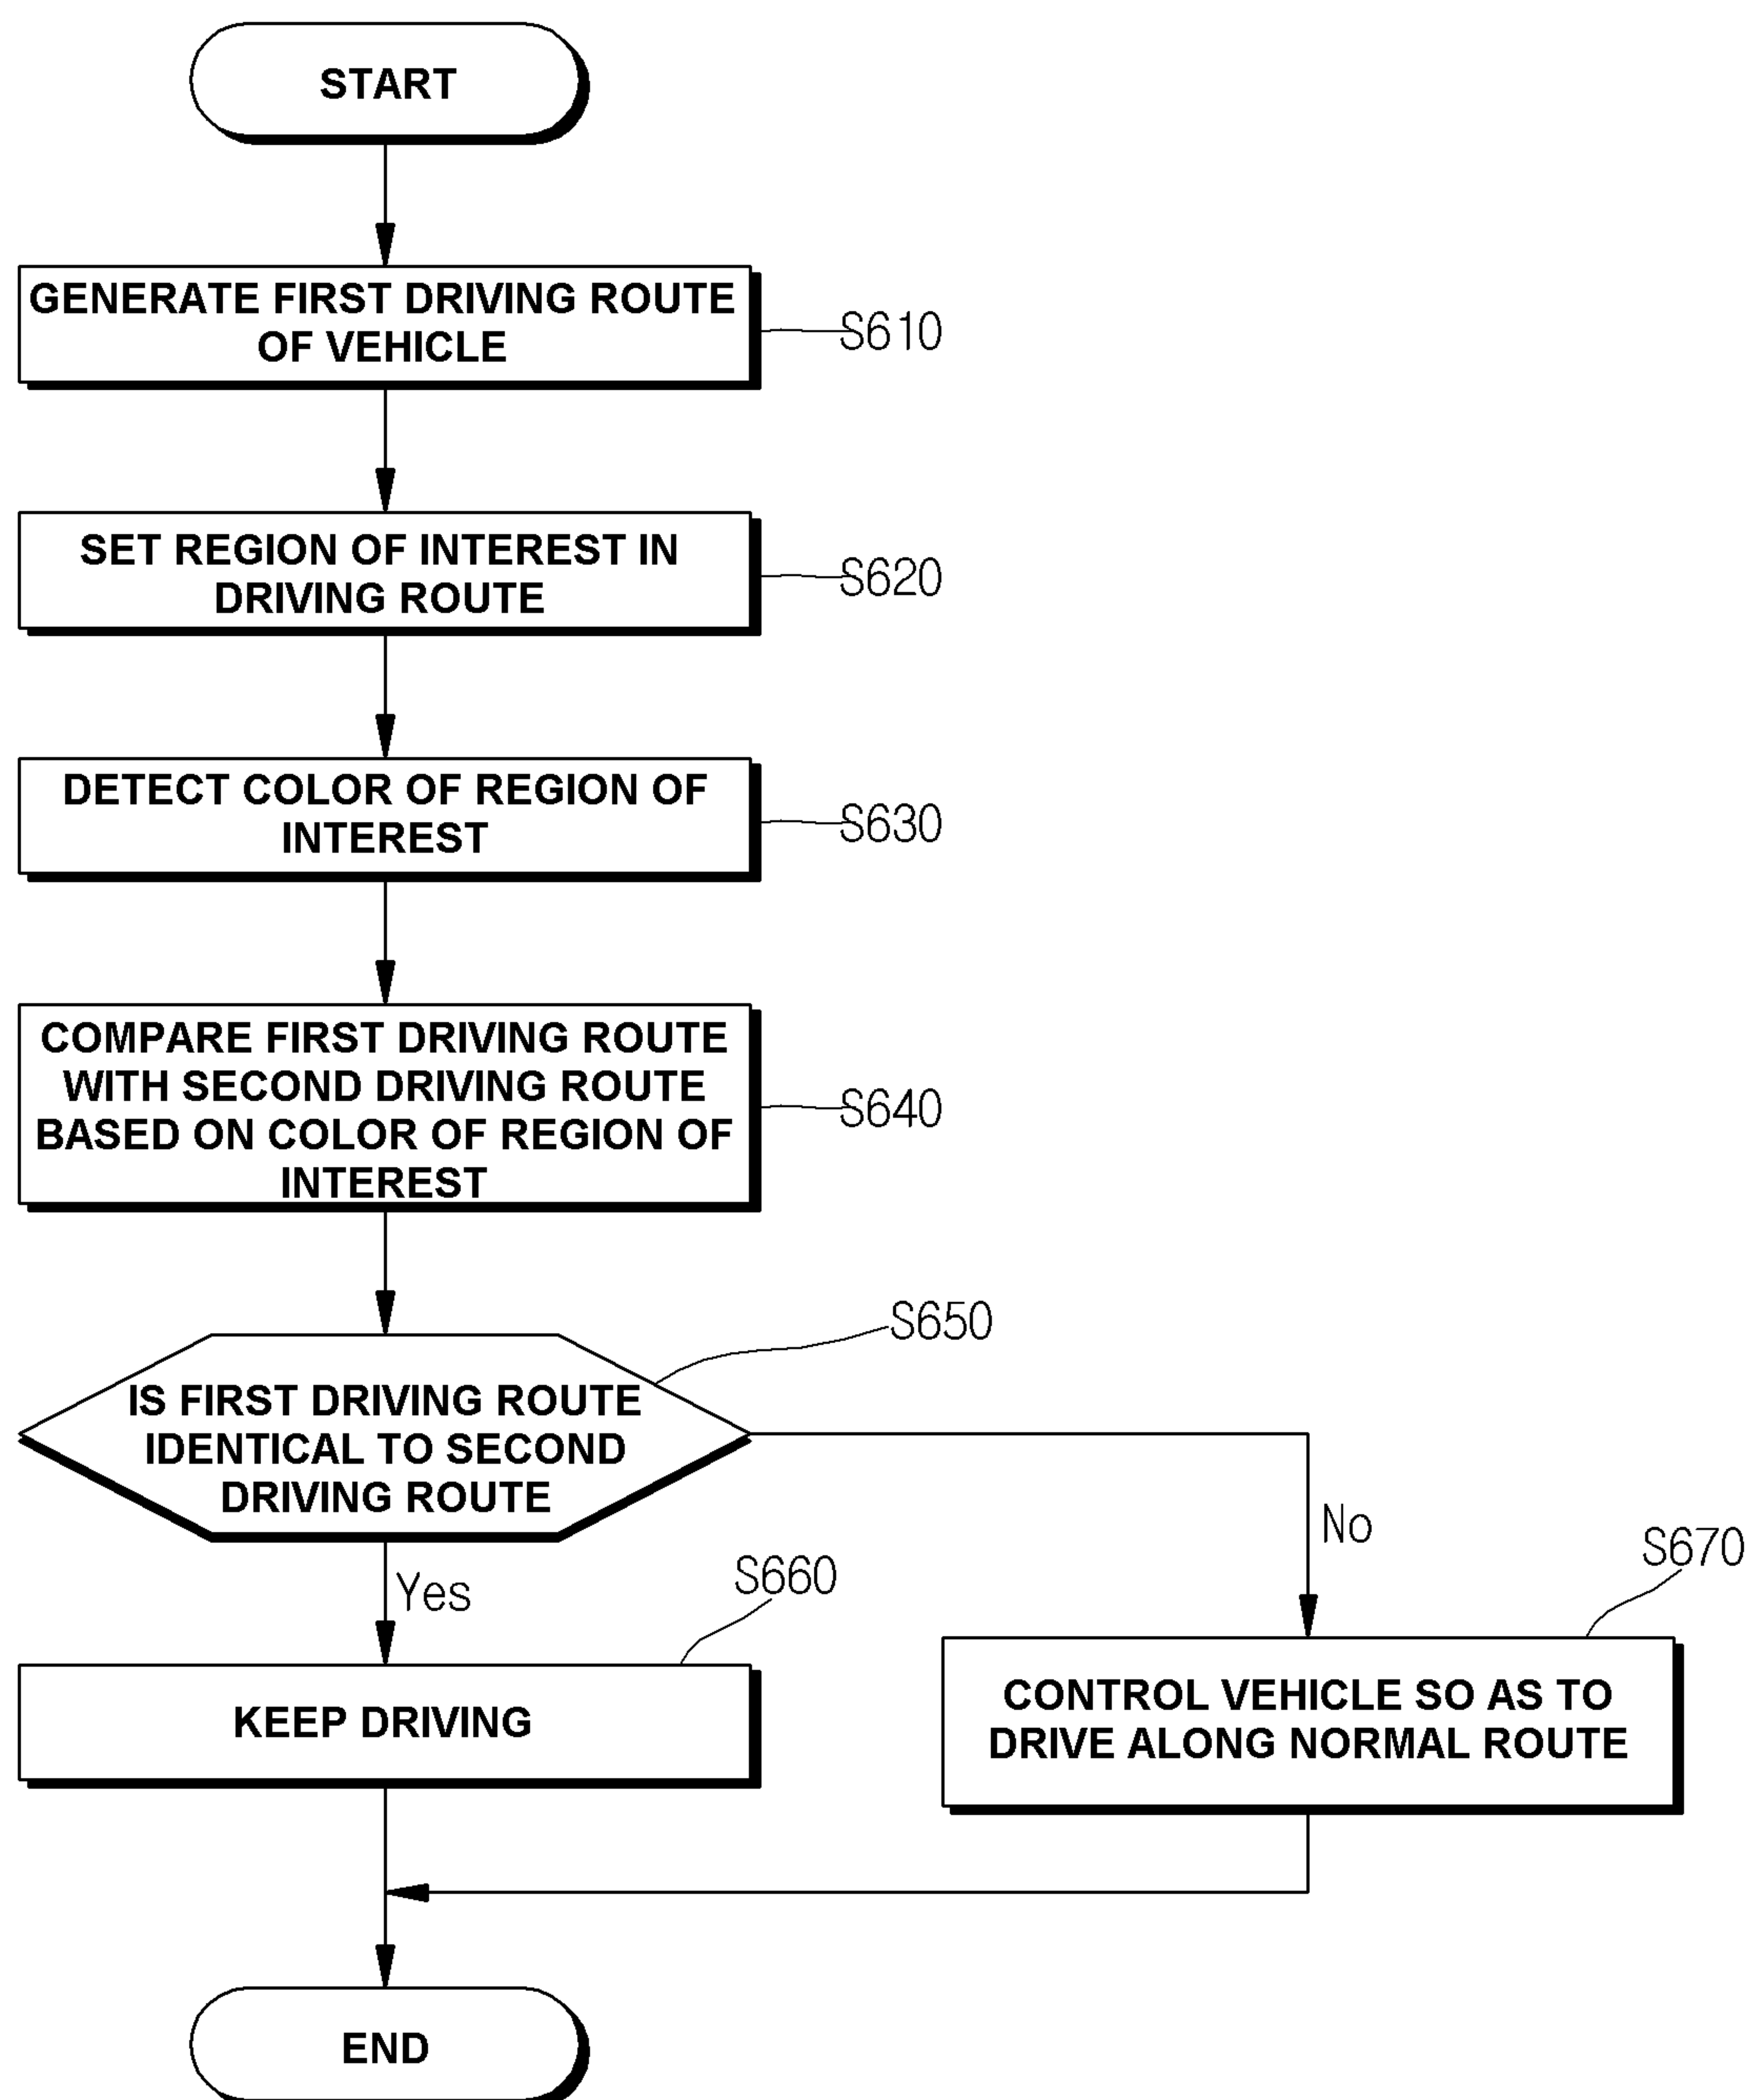 START
GENERATE FIRST DRIVING ROUTE
OF VEHICLE
S610
SET REGION OF INTEREST IN
DRIVING ROUTE
S620
DETECT COLOR OF REGION OF
INTEREST
S630
COMPARE FIRST DRIVING ROUTE
WITH SECOND DRIVING ROUTE
BASED ON COLOR OF REGION OF
INTEREST
S640
S650
IS FIRST DRIVING ROUTE
IDENTICAL TO SECOND
DRIVING ROUTE
No
Yes
S660
S670
KEEP DRIVING
CONTROL VEHICLE SO AS TO
DRIVE ALONG NORMAL ROUTE
END